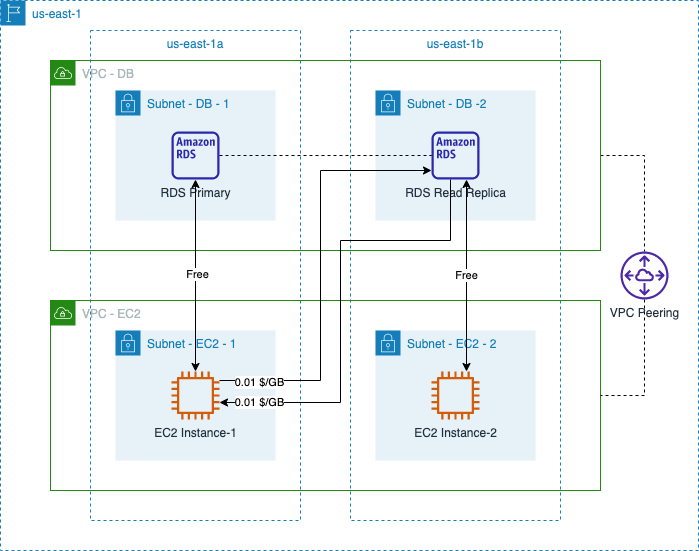 us-east-1
us-east-1a
us-east-1b
VPC - DB
Subnet - DB - 1
Subnet - DB -2
Amazon
RDS
Amazon
RDS
RDS Primary
RDS Read Replica
Free
Free
VPC Peering
VPC - EC2
Subnet - EC2 - 1
Subnet - EC2 - 2
0.01 $/GB
0.01 $/GB
EC2 Instance-1
EC2 Instance-2